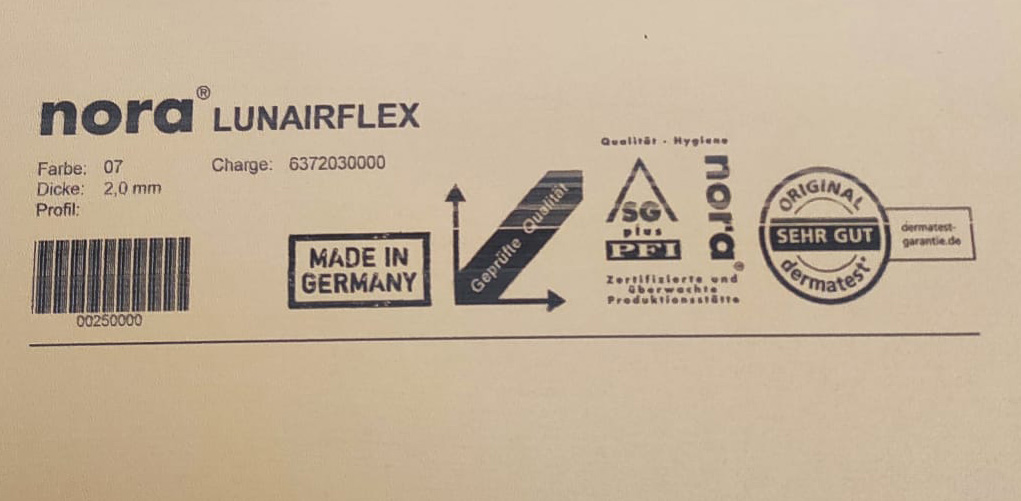 nora® LUNAIRFLEX
Farbe: 07 Charge: 6372030000
Dicke: 2,0 mm
Profil:
00250000
MADE IN
GERMANY
Geprüfte Qualität
Qualität - Hygiene
SG
plus
PFI
nora®
Zertifizierte und
überwachte
Produktionsstätte
ORIGINAL
SEHR GUT
dermatest®
dermatest-
garantie.de